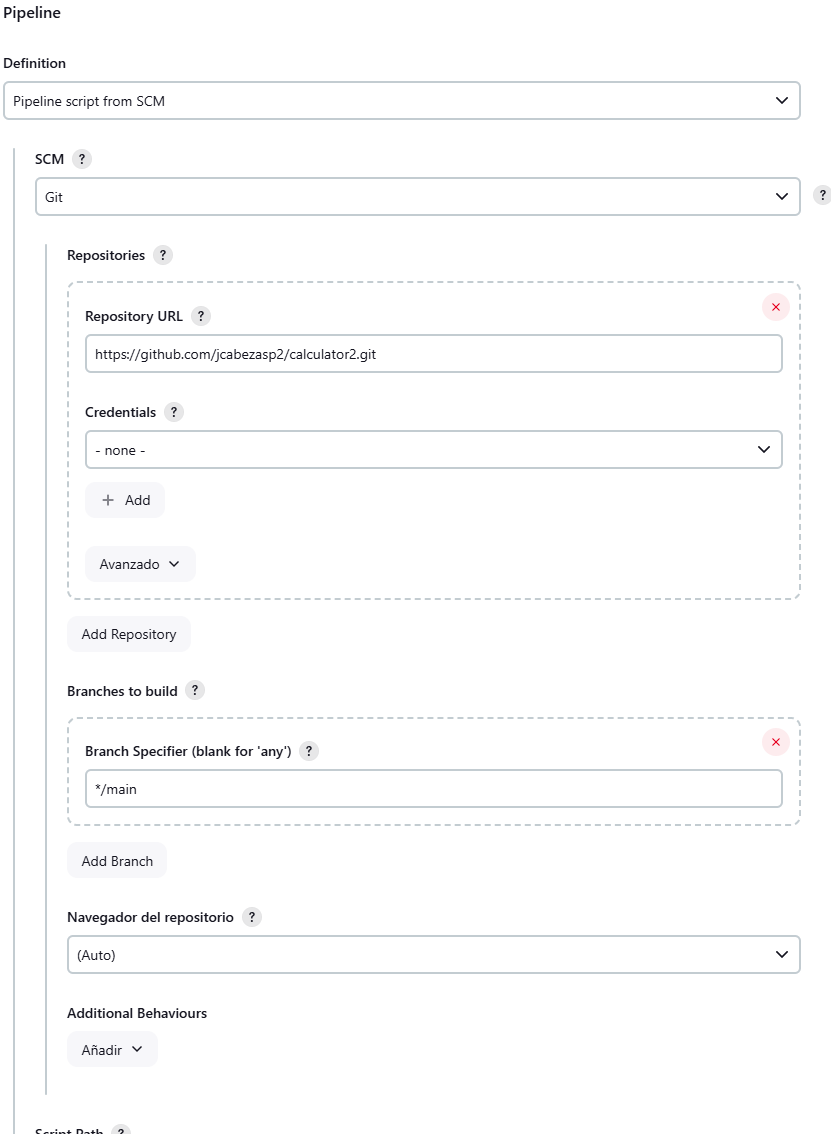 Pipeline
Definition
Pipeline script from SCM
SCM ?
Git
?
Repositories ?
Repository URL ?
https://github.com/jcabezasp2/calculator2.git
Credentials ?
- none -
+ Add
Avanzado
Add Repository
Branches to build ?
Branch Specifier (blank for 'any') ?
*/main
Add Branch
Navegador del repositorio ?
(Auto)
Additional Behaviours
Añadir
Script Path ?